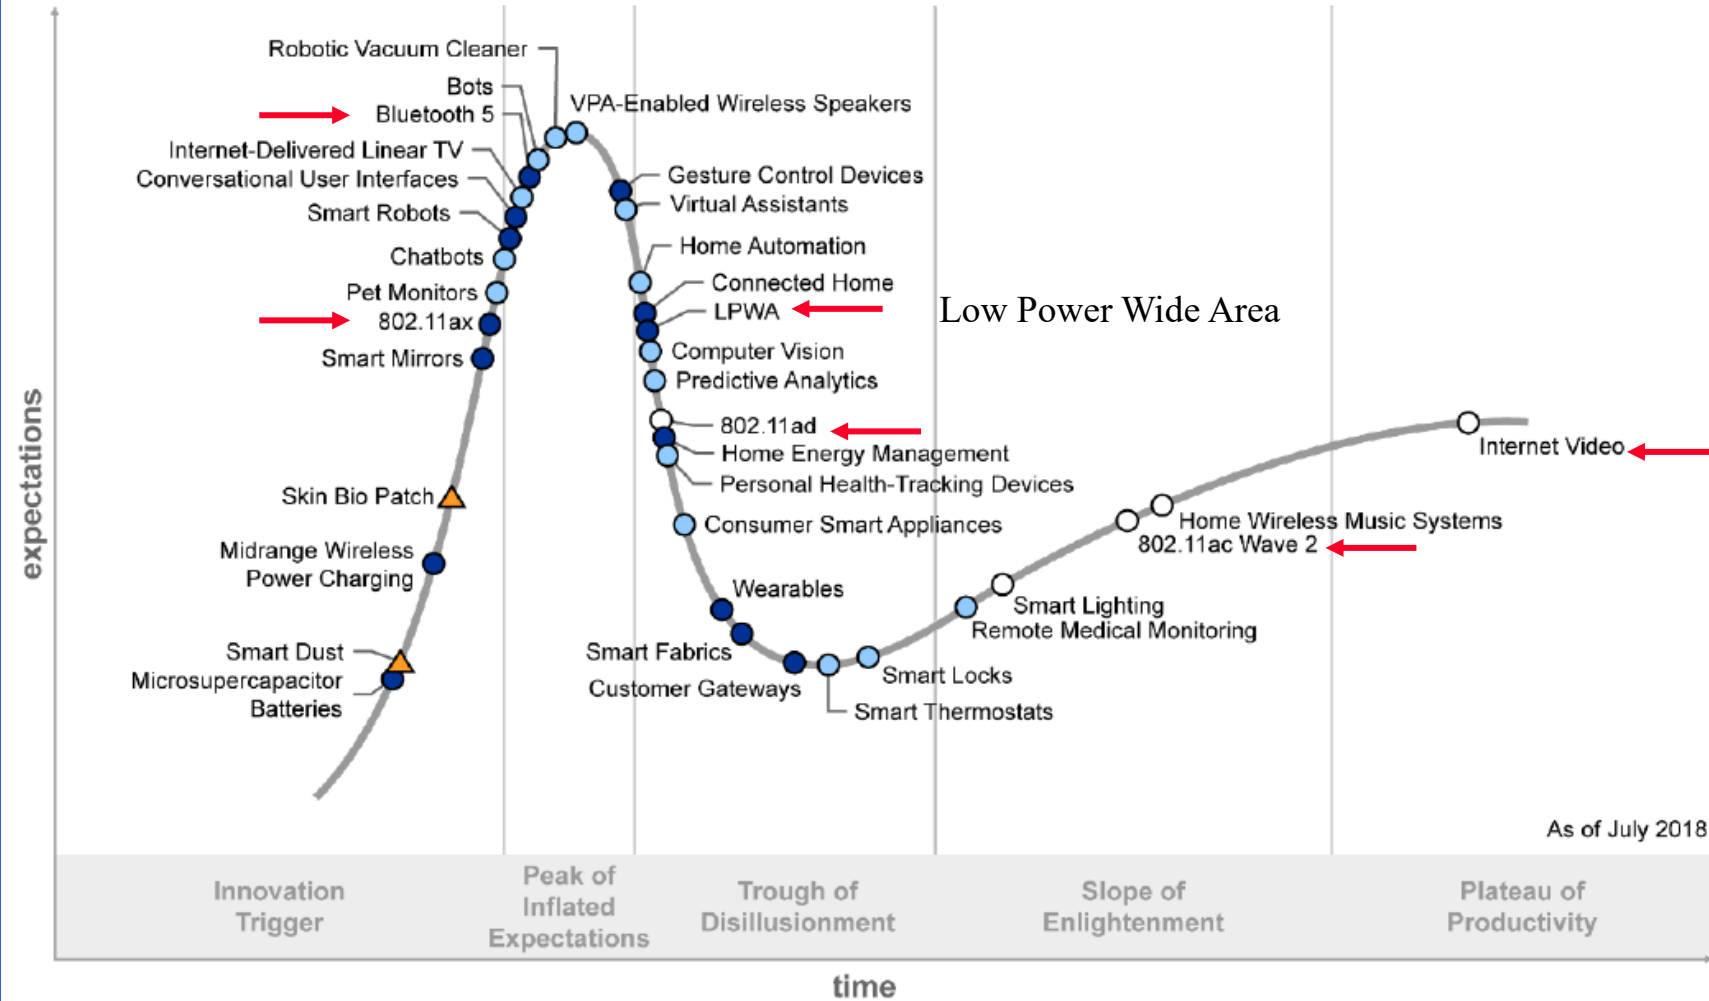 Robotic Vacuum Cleaner
Bots
VPA-Enabled Wireless Speakers
Bluetooth 5
Internet-Delivered Linear TV
Conversational User Interfaces
Gesture Control Devices
Virtual Assistants
Smart Robots
Home Automation
Chatbots
Connected Home
Pet Monitors
LPWA
Low Power Wide Area
802.11ax
Computer Vision
Smart Mirrors
Predictive Analytics
802.11ad
Home Energy Management
Internet Video
Personal Health-Tracking Devices
Skin Bio Patch
Consumer Smart Appliances
Home Wireless Music Systems
802.11ac Wave 2
Midrange Wireless
Power Charging
Wearables
Smart Lighting
Remote Medical Monitoring
Smart Dust
Smart Fabrics
Microsupercapacitor
Batteries
Customer Gateways
Smart Locks
Smart Thermostats
expectations
As of July 2018
Innovation
Trigger
Peak of
Inflated
Expectations
Trough of
Disillusionment
Slope of
Enlightenment
Plateau of
Productivity
time